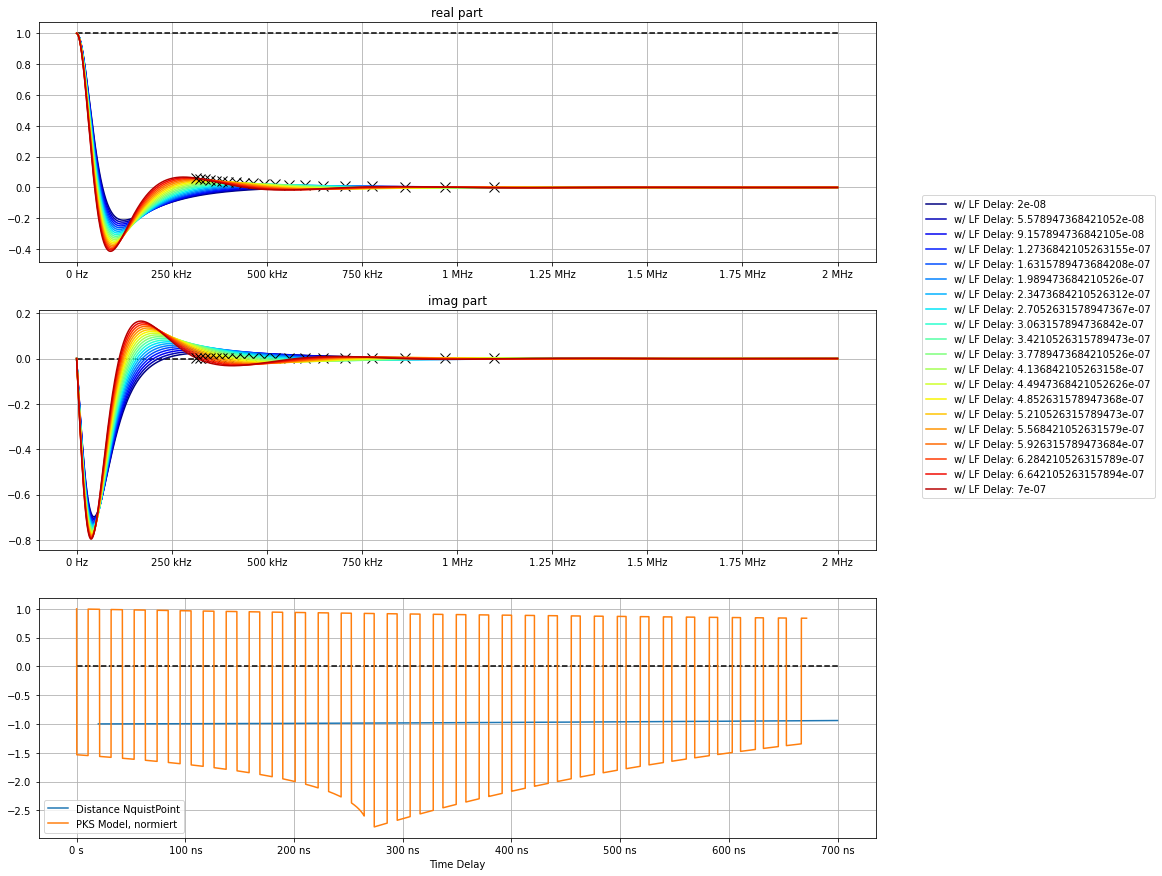 real part
1.0
0.8
0.6
0.4
0.2
0.0
−0.2
−0.4
0 Hz 250 kHz 500 kHz 750 kHz 1 MHz 1.25 MHz 1.5 MHz 1.75 MHz 2 MHz
imag part
0.2
0.0
−0.2
−0.4
−0.6
−0.8
0 Hz 250 kHz 500 kHz 750 kHz 1 MHz 1.25 MHz 1.5 MHz 1.75 MHz 2 MHz
1.0
0.5
0.0
−0.5
−1.0
−1.5
−2.0
−2.5
Distance NquistPoint
PKS Model, normiert
0 s 100 ns 200 ns 300 ns 400 ns 500 ns 600 ns 700 ns
Time Delay
w/ LF Delay: 2e-08
w/ LF Delay: 5.578947368421052e-08
w/ LF Delay: 9.157894736842105e-08
w/ LF Delay: 1.2736842105263155e-07
w/ LF Delay: 1.6315789473684208e-07
w/ LF Delay: 1.989473684210526e-07
w/ LF Delay: 2.3473684210526312e-07
w/ LF Delay: 2.7052631578947367e-07
w/ LF Delay: 3.063157894736842e-07
w/ LF Delay: 3.4210526315789473e-07
w/ LF Delay: 3.7789473684210526e-07
w/ LF Delay: 4.136842105263158e-07
w/ LF Delay: 4.4947368421052626e-07
w/ LF Delay: 4.852631578947368e-07
w/ LF Delay: 5.210526315789473e-07
w/ LF Delay: 5.568421052631579e-07
w/ LF Delay: 5.926315789473684e-07
w/ LF Delay: 6.284210526315789e-07
w/ LF Delay: 6.642105263157894e-07
w/ LF Delay: 7e-07